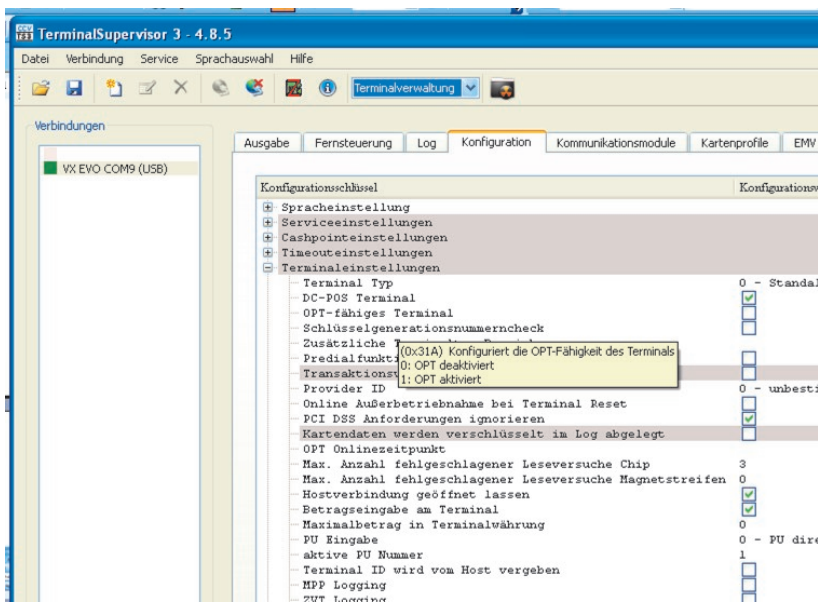 TerminalSupervisor 3 - 4.8.5
Datei Verbindung Service Sprachauswahl Hilfe
Terminalverwaltung
Verbindungen
Ausgabe Fernsteuerung Log Konfiguration Kommunikationsmodule Kartenprofile EMV
VX EVO COM9 (USB)
Konfigurationsschlüssel
Spracheinstellung
Serviceeinstellungen
Cashpointeinstellungen
Timeouteinstellungen
Terminaleinstellungen
Terminal Typ 0 - Standal
DC-POS Terminal
OPT-fähiges Terminal
Schlüsselgenerationsnummerncheck
Zusätzliche
(0x31A) Konfiguriert die OPT-Fähigkeit des Terminals
0: OPT deaktiviert
1: OPT aktiviert
Provider ID 0 - unbesti
Online Außerbetriebnahme bei Terminal Reset
PCI DSS Anforderungen ignorieren
Kartendaten werden verschlüsselt im Log abgelegt
OPT Onlinezeitpunkt
Max. Anzahl fehlgeschlagener Leseversuche Chip 3
Max. Anzahl fehlgeschlagener Leseversuche Magnetstreifen 0
Hostverbindung geöffnet lassen
Betragseingabe am Terminal
Maximalbetrag in Terminalwährung 0
PU Eingabe 0 - PU dire
aktive PU Nummer 1
Terminal ID wird vom Host vergeben
MPP Logging
ZVT Logging